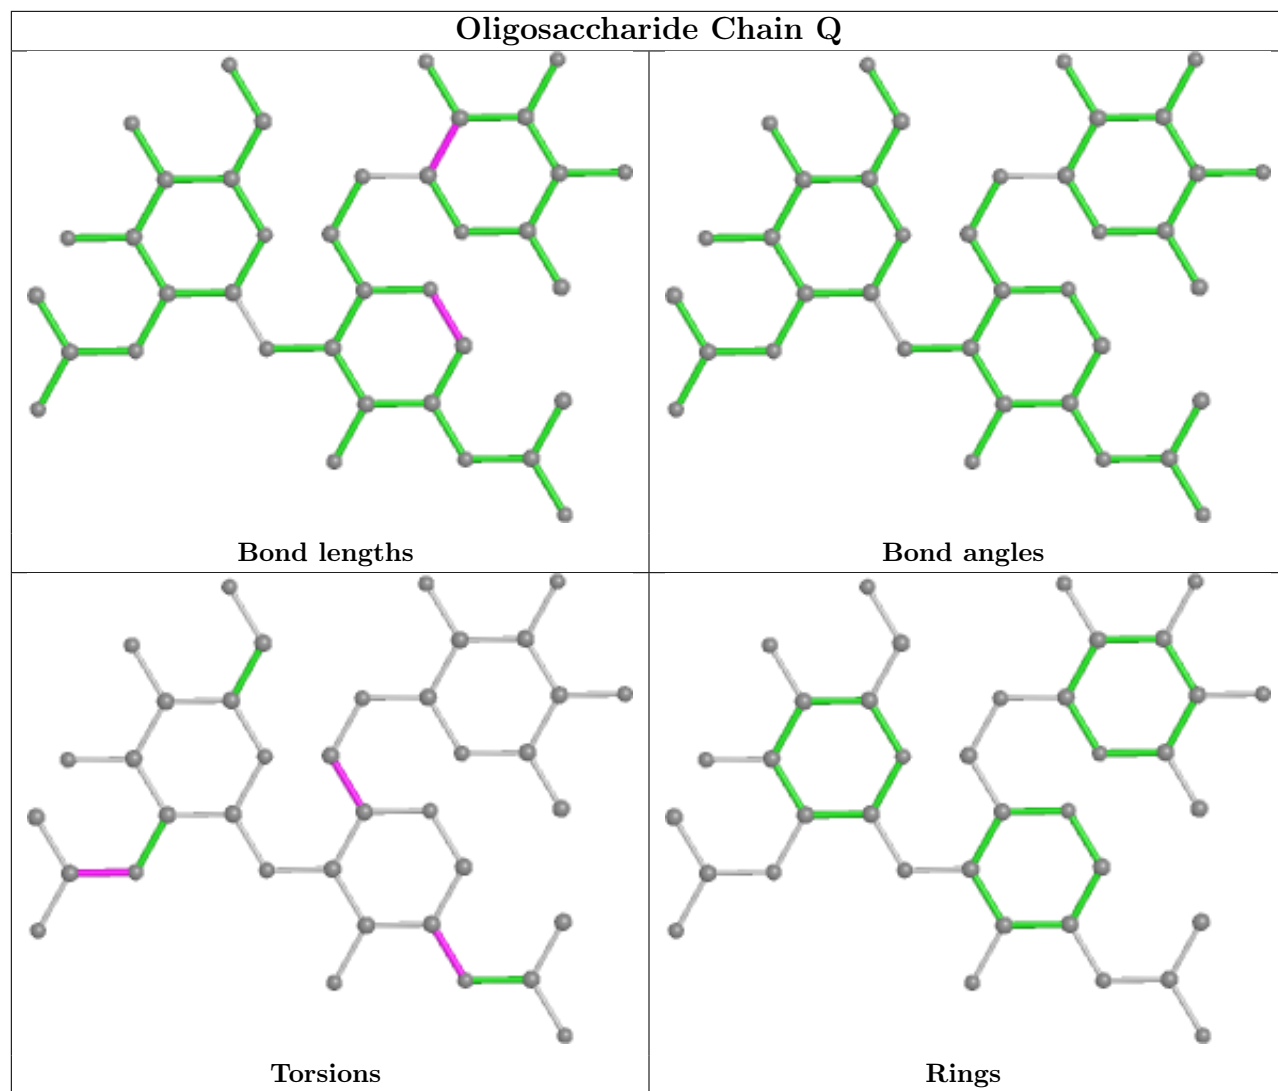 Oligosaccharide Chain Q
Bond lengths
Bond angles
Torsions
Rings